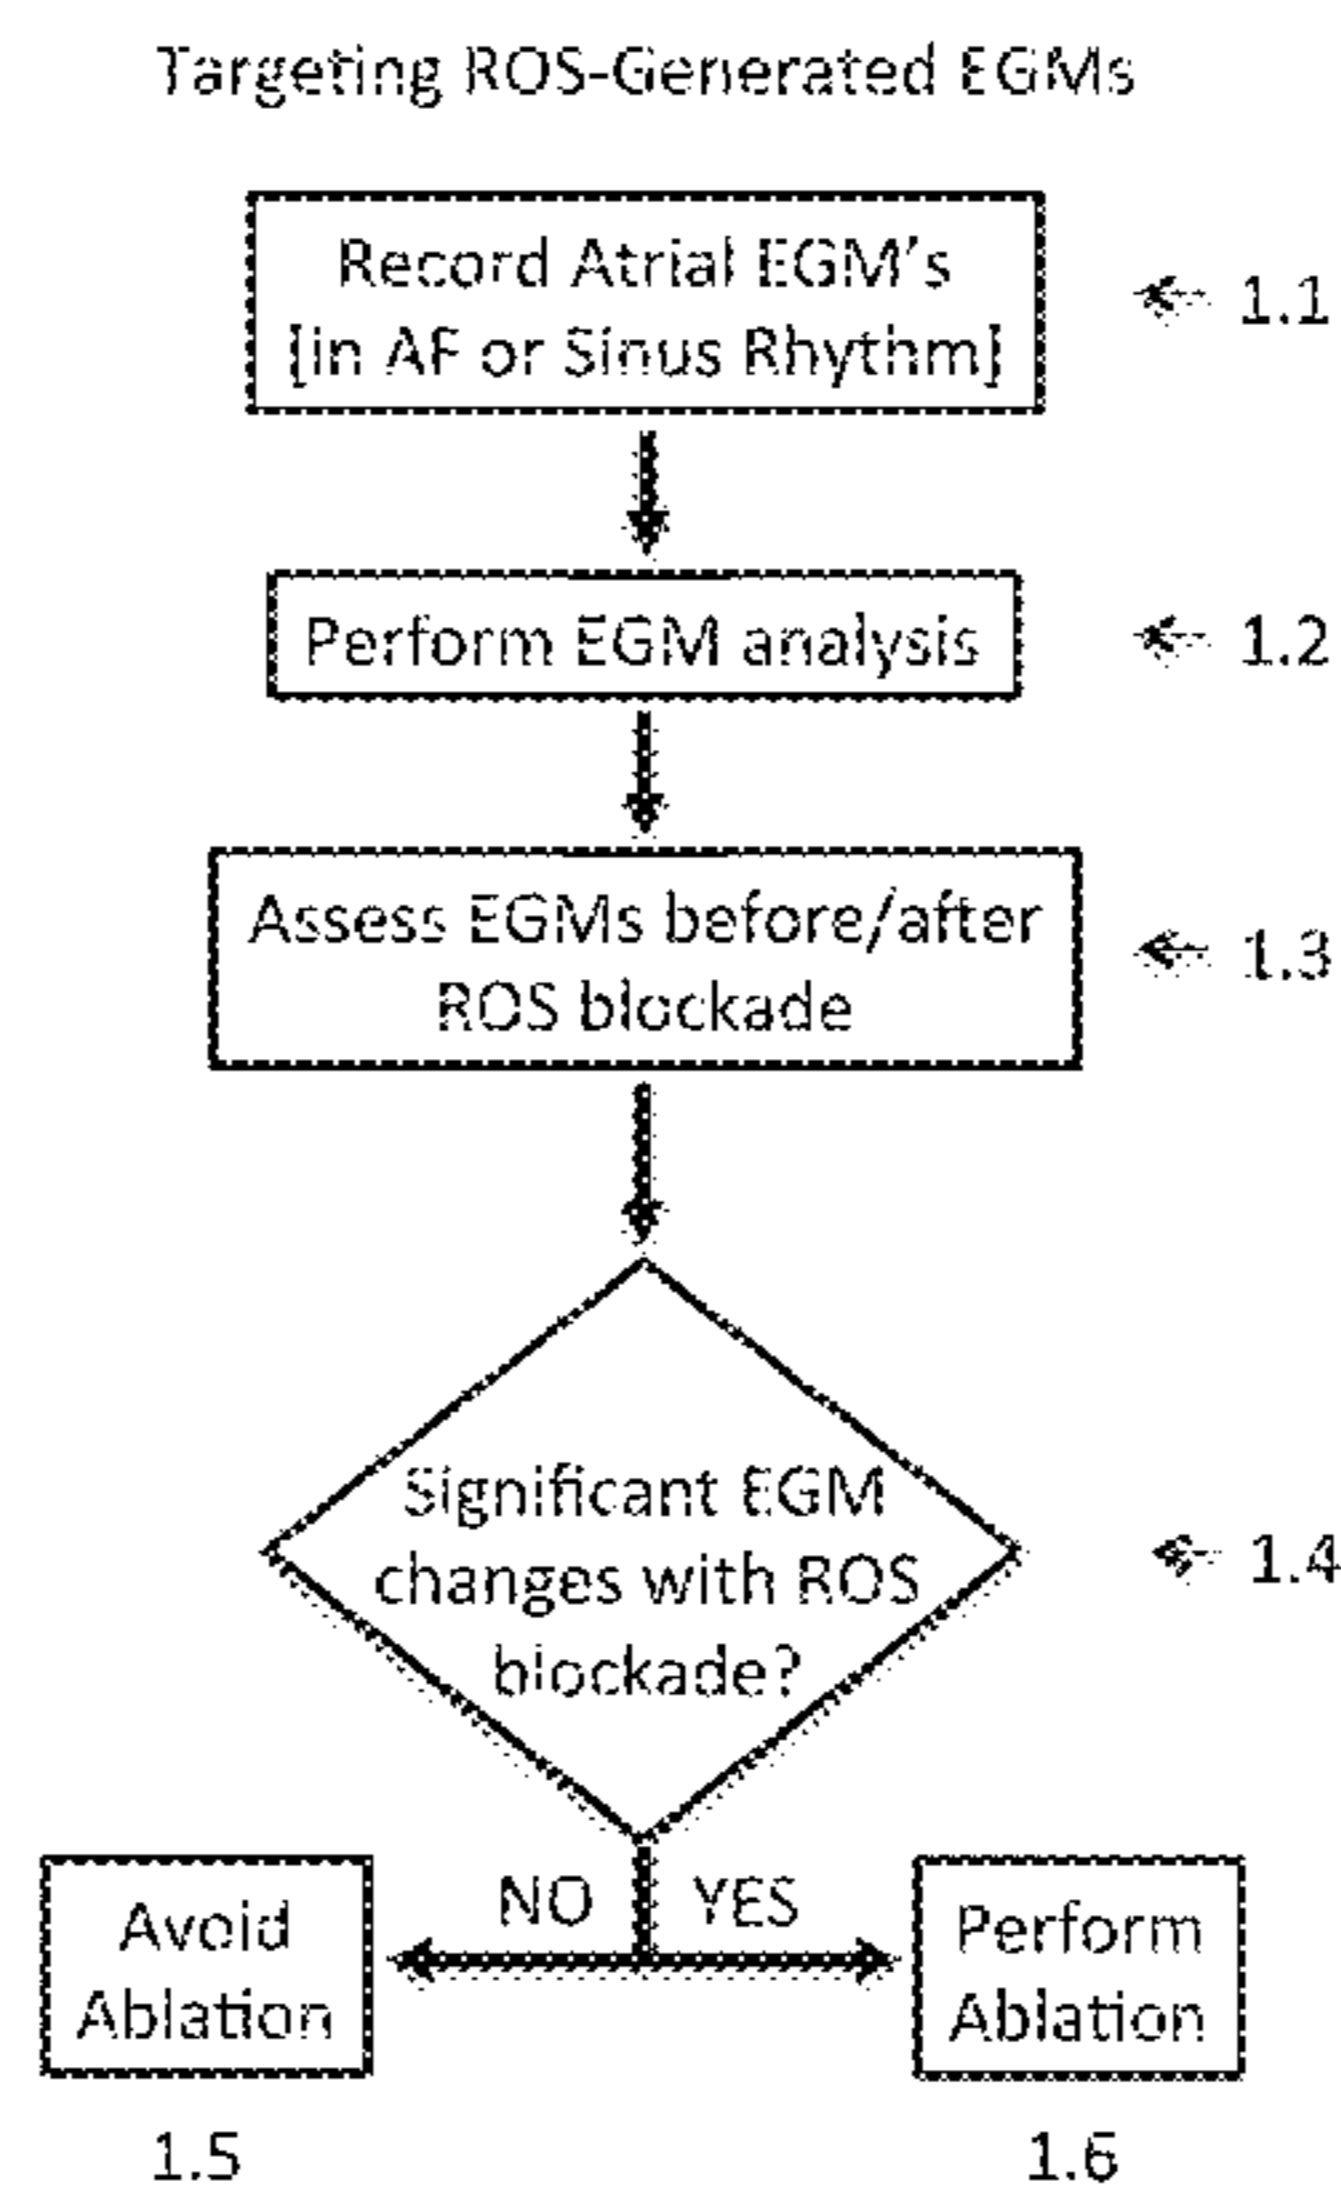 Targeting ROS-Generated EGMs
Record Atrial EGM's
[in AF or Sinus Rhythm]
1.1
Perform EGM analysis
1.2
Assess EGMs before/after
ROS blockade
1.3
Significant EGM
changes with ROS
blockade?
1.4
NO
YES
Avoid
Ablation
1.5
Perform
Ablation
1.6